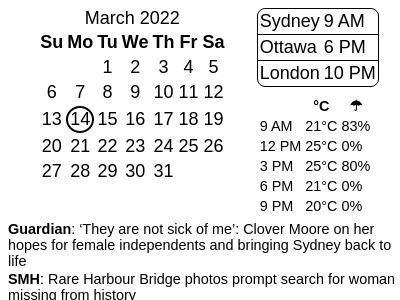 March 2022
Su Mo Tu We Th Fr Sa
1 2 3 4 5
6 7 8 9 10 11 12
13 14 15 16 17 18 19
20 21 22 23 24 25 26
27 28 29 30 31
Sydney 9 AM
Ottawa 6 PM
London 10 PM
°C ☂
9 AM 21°C 83%
12 PM 25°C 0%
3 PM 25°C 80%
6 PM 21°C 0%
9 PM 20°C 0%
Guardian: ‘They are not sick of me’: Clover Moore on her
hopes for female independents and bringing Sydney back to
life
SMH: Rare Harbour Bridge photos prompt search for woman
missing from history